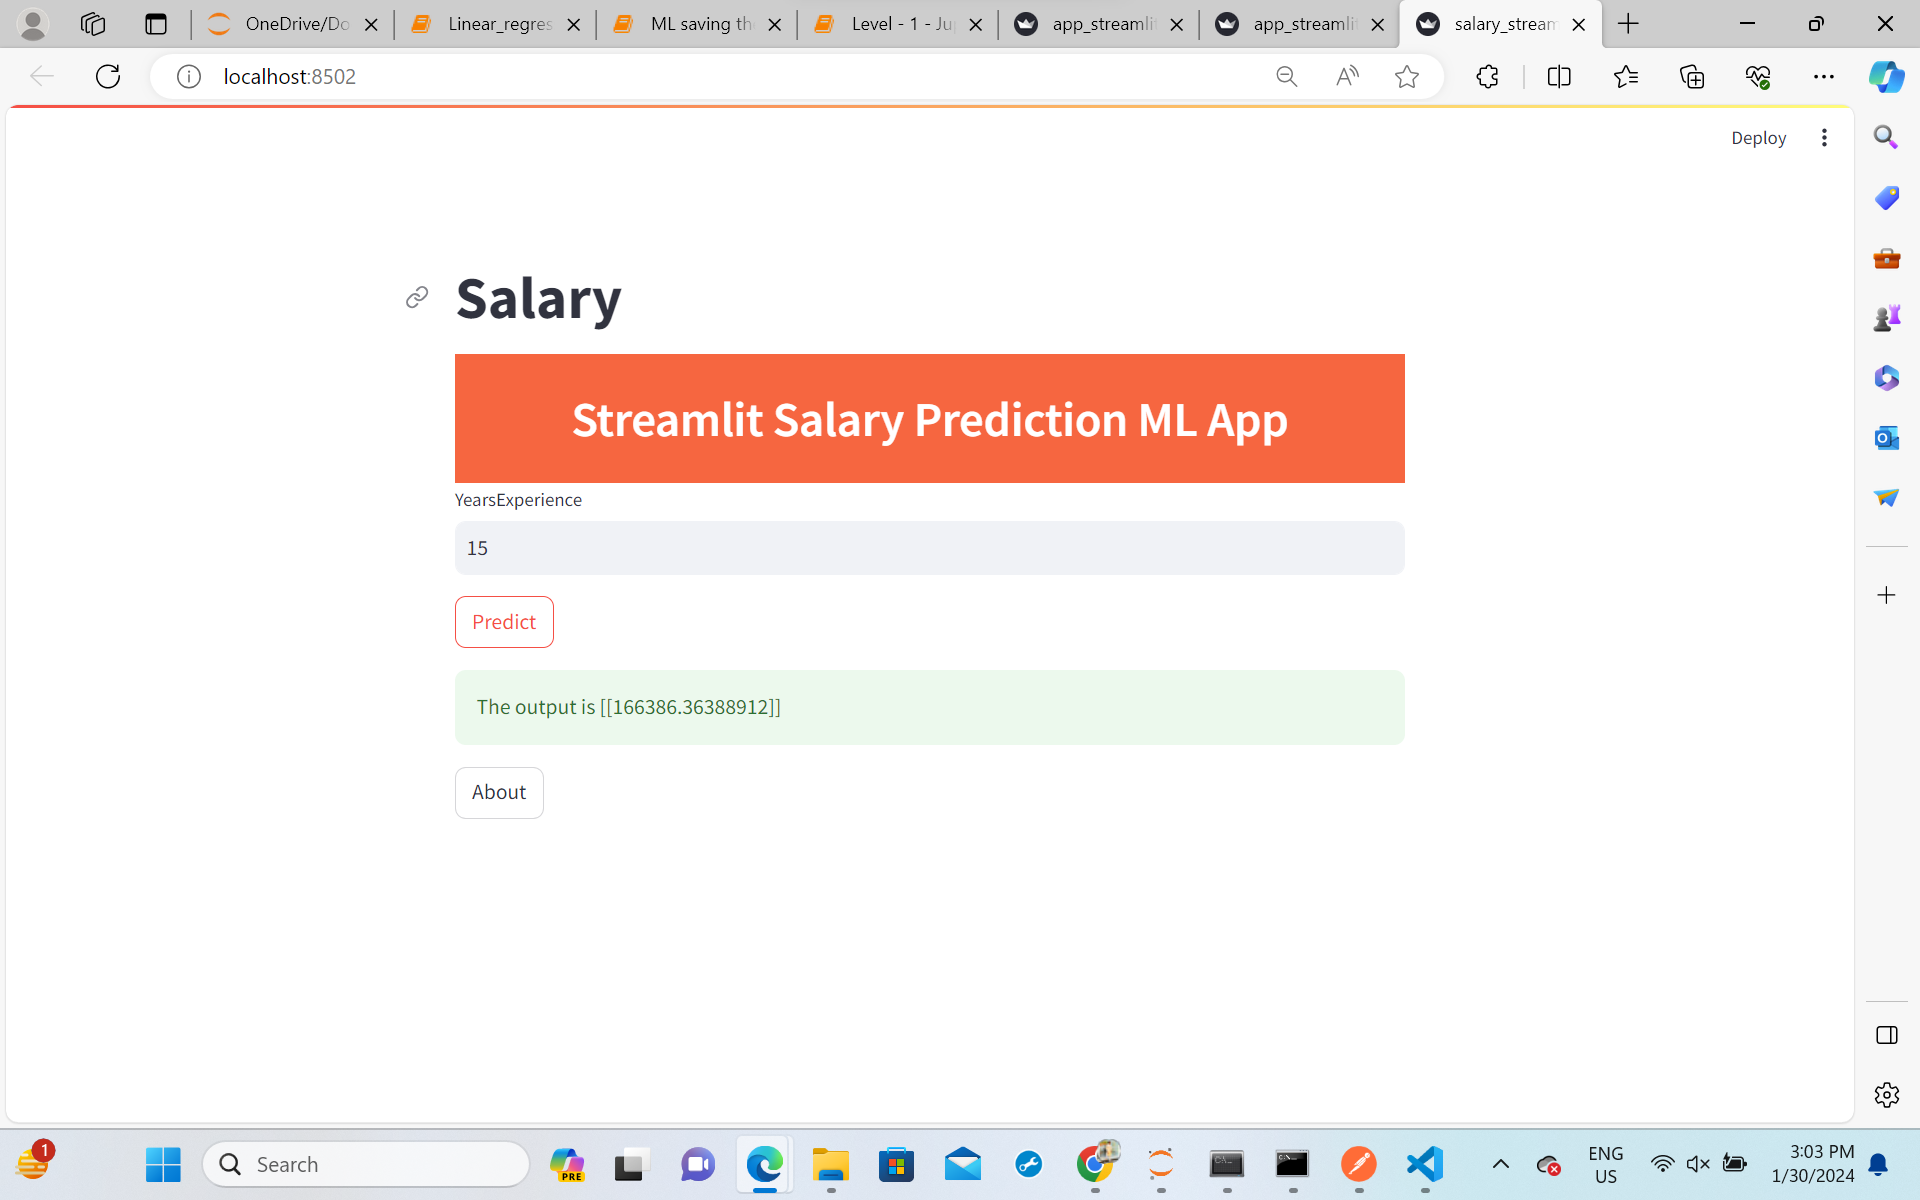 OneDrive/Do
Linear_regres
ML saving th
Level - 1 - Ju
app_streamli
app_streamli
salary_stream
localhost:8502
Deploy
Salary
Streamlit Salary Prediction ML App
YearsExperience
15
Predict
The output is [[166386.36388912]]
About
1
Search
PRE
ENG
US
3:03 PM
1/30/2024